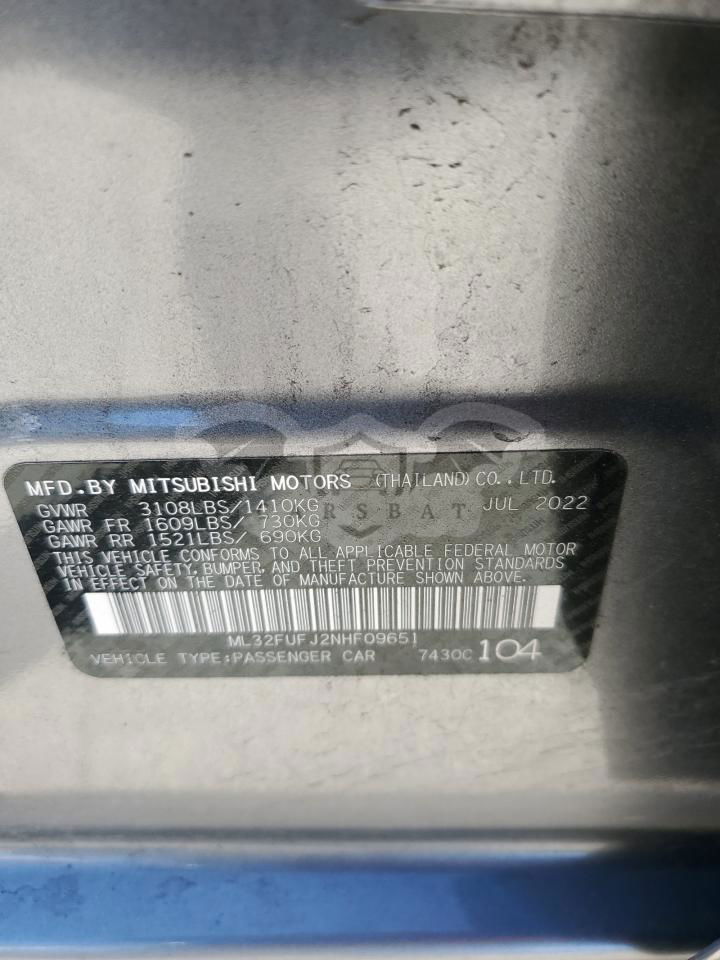 MFD.BY MITSUBISHI MOTORS (THAILAND)CO.,LTD.
GVWR 3108LBS/1410KG JUL 2022
GAWR FR 1609LBS/ 730KG
GAWR RR 1521LBS/ 690KG
THIS VEHICLE CONFORMS TO ALL APPLICABLE FEDERAL MOTOR
VEHICLE SAFETY, BUMPER, AND THEFT PREVENTION STANDARDS
IN EFFECT ON THE DATE OF MANUFACTURE SHOWN ABOVE.
ML32FUFJ2NHF09651
VEHICLE TYPE:PASSENGER CAR 7430C 104